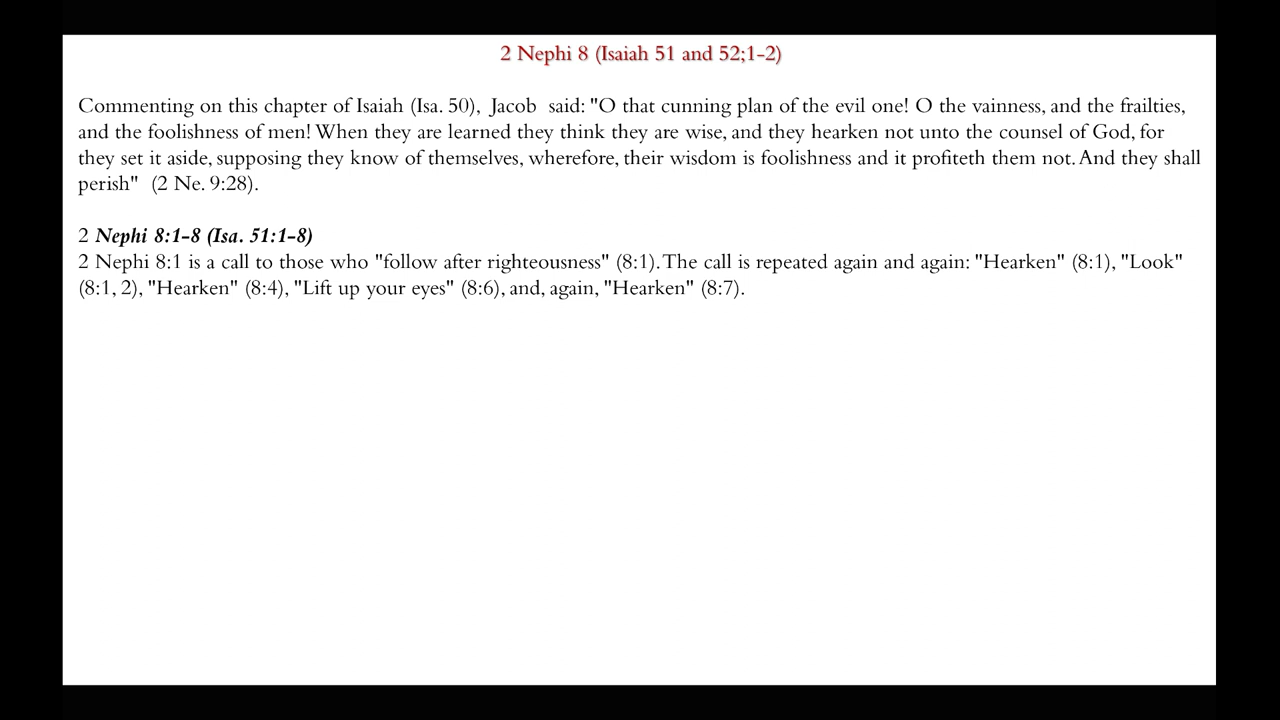 2 Nephi 8 (Isaiah 51 and 52;1-2)
Commenting on this chapter of Isaiah (Isa. 50), Jacob said: "O that cunning plan of the evil one! O the vainness, and the frailties,
and the foolishness of men! When they are learned they think they are wise, and they hearken not unto the counsel of God, for
they set it aside, supposing they know of themselves, wherefore, their wisdom is foolishness and it profiteth them not. And they shall
perish" (2 Ne. 9:28).
2 Nephi 8:1-8 (Isa. 51:1-8)
2 Nephi 8:1 is a call to those who "follow after righteousness" (8:1). The call is repeated again and again: "Hearken" (8:1), "Look"
(8:1, 2), "Hearken" (8:4), "Lift up your eyes" (8:6), and, again, "Hearken" (8:7).